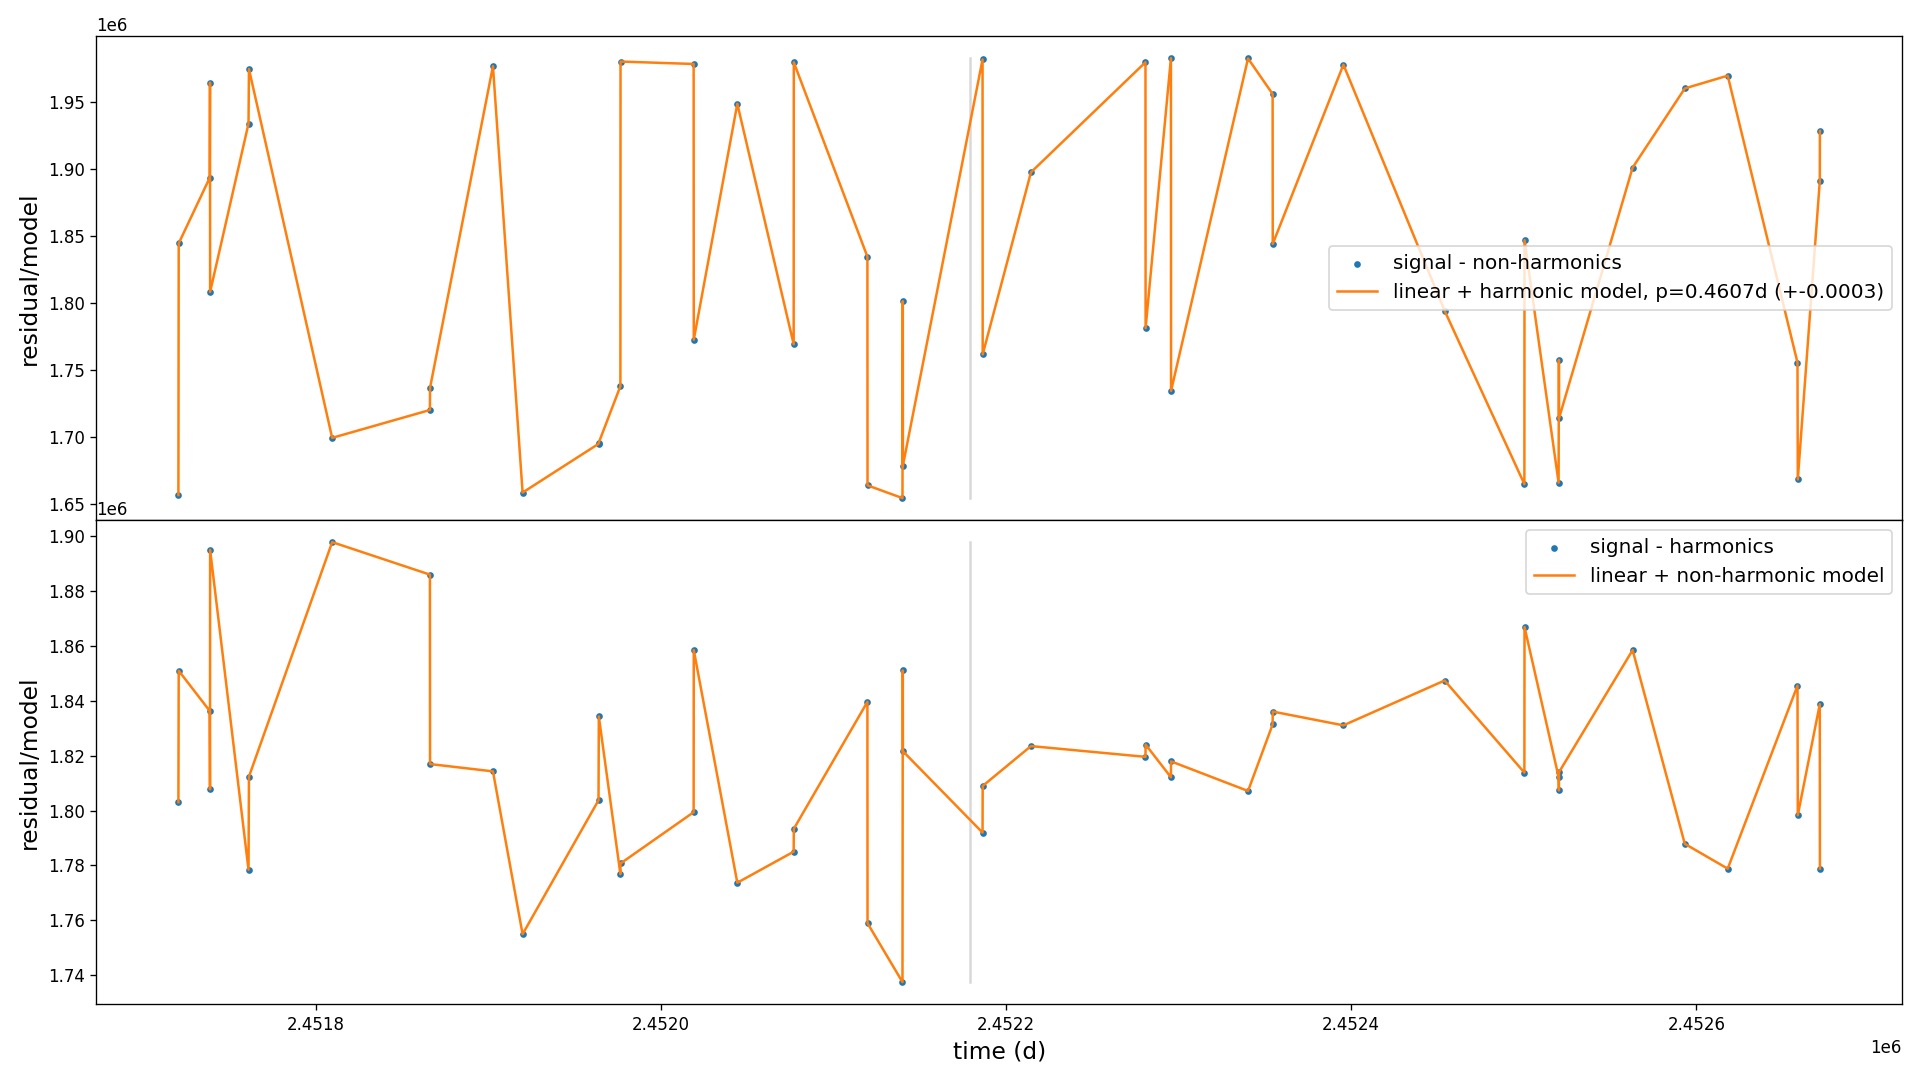 1e6
residual/model
1.95
1.90
1.85
1.80
1.75
1.70
1.65
signal - non-harmonics
linear + harmonic model, p=0.4607d (+-0.0003)
1e6
residual/model
1.90
1.88
1.86
1.84
1.82
1.80
1.78
1.76
1.74
signal - harmonics
linear + non-harmonic model
2.4518 2.4520 2.4522 2.4524 2.4526
time (d)
1e6